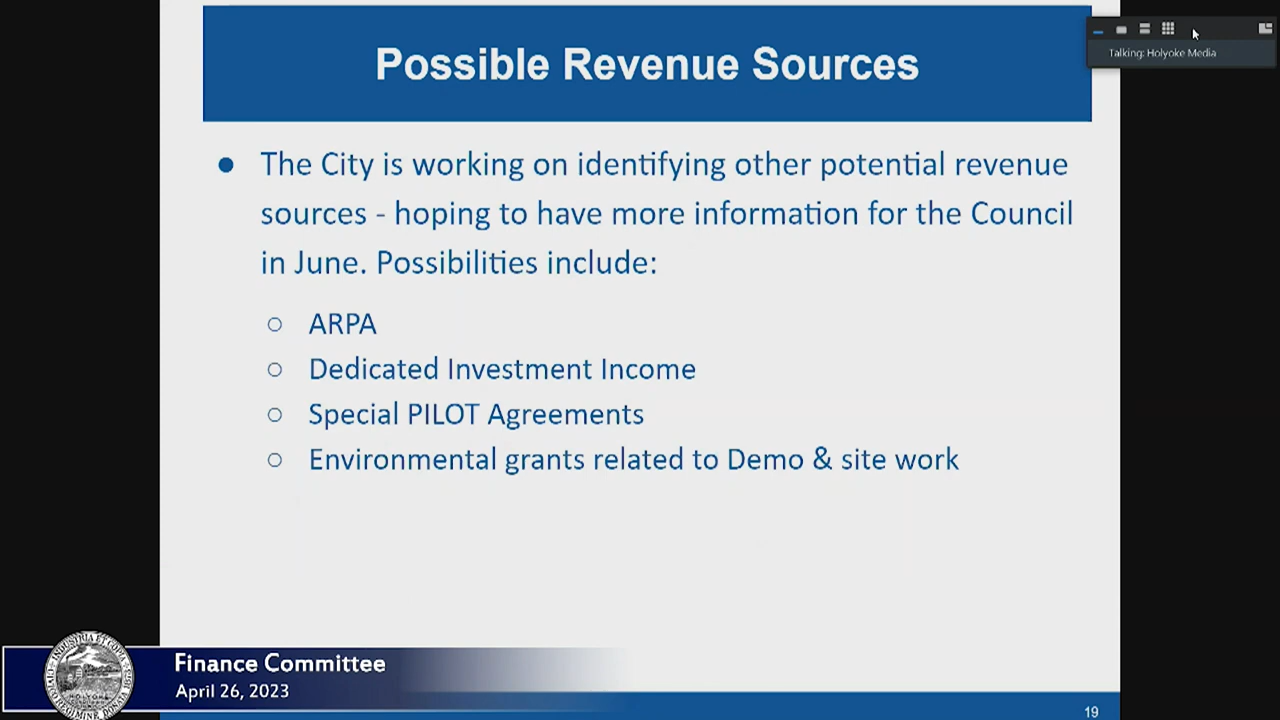 Possible Revenue Sources
Talking: Holyoke Media
● The City is working on identifying other potential revenue
sources - hoping to have more information for the Council
in June. Possibilities include:
○ ARPA
○ Dedicated Investment Income
○ Special PILOT Agreements
○ Environmental grants related to Demo & site work
Finance Committee
April 26, 2023
19